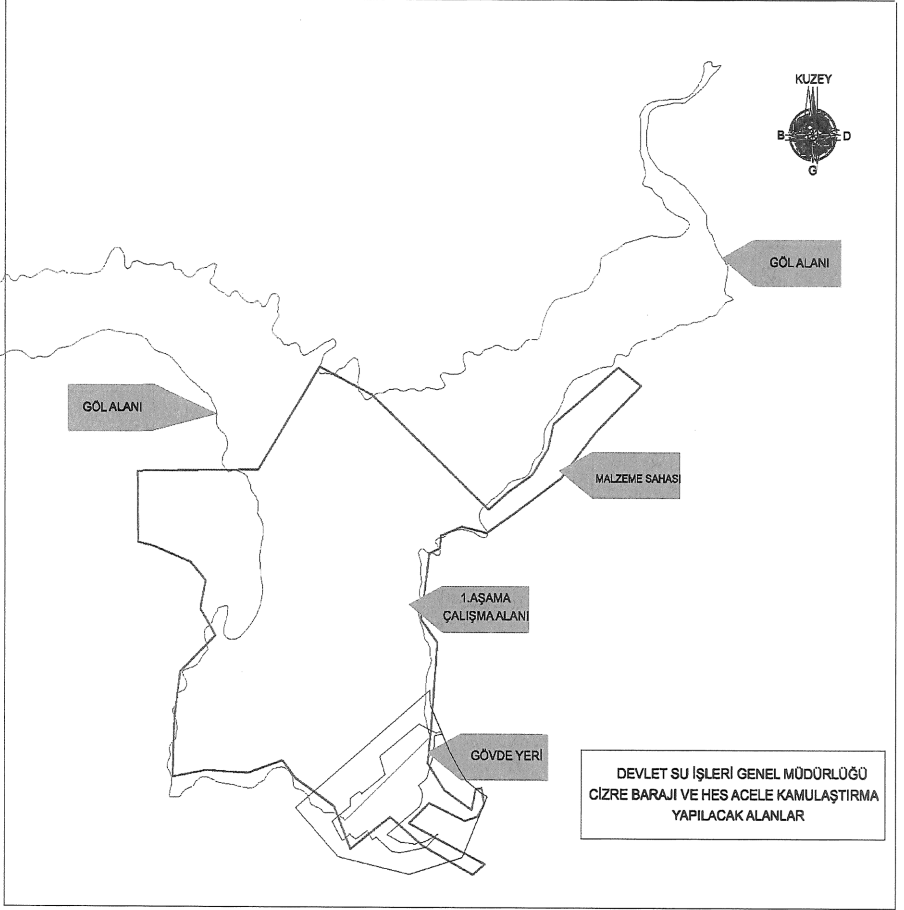 KUZEY
B D
G
GÖL ALANI
GÖL ALANI
MALZEME SAHASI
1.AŞAMA
ÇALIŞMA ALANI
GÖVDE YERİ
DEVLET SU İŞLERİ GENEL MÜDÜRLÜĞÜ
CİZRE BARAJI VE HES ACELE KAMULAŞTIRMA
YAPILACAK ALANLAR